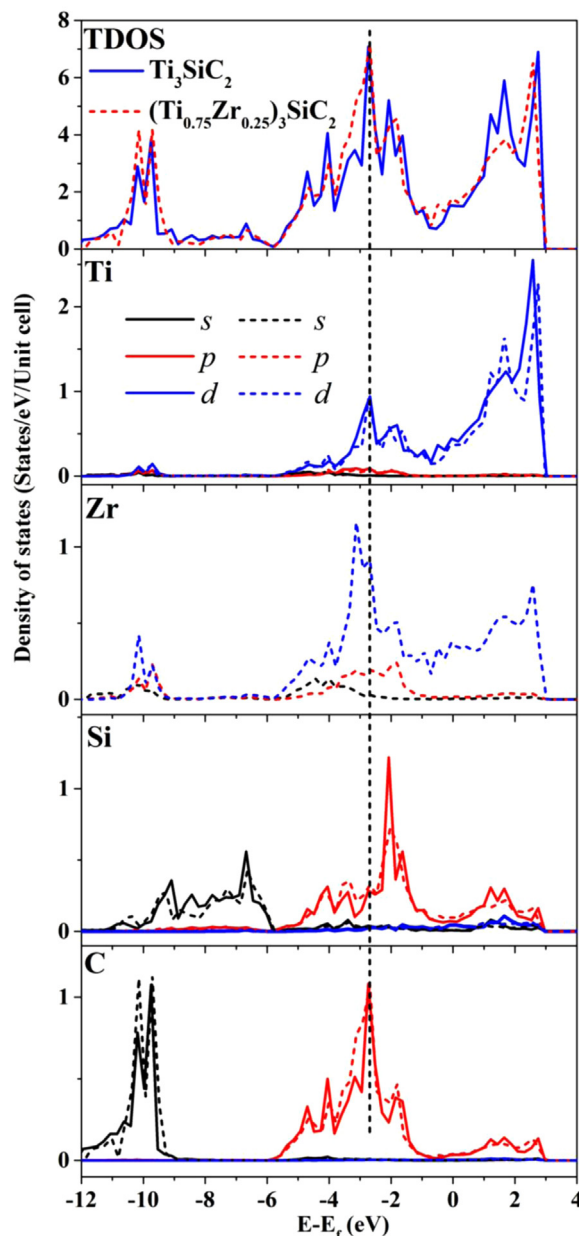 TDOS
Ti₃SiC₂
(Ti₀.₇₅Zr₀.₂₅)₃SiC₂
8
6
4
2
0
Ti
s s
p p
d d
2
1
0
Zr
1
0
Si
1
0
C
1
0
-12 -10 -8 -6 -4 -2 0 2 4
E-E_f (eV)
Density of states (States/eV/Unit cell)